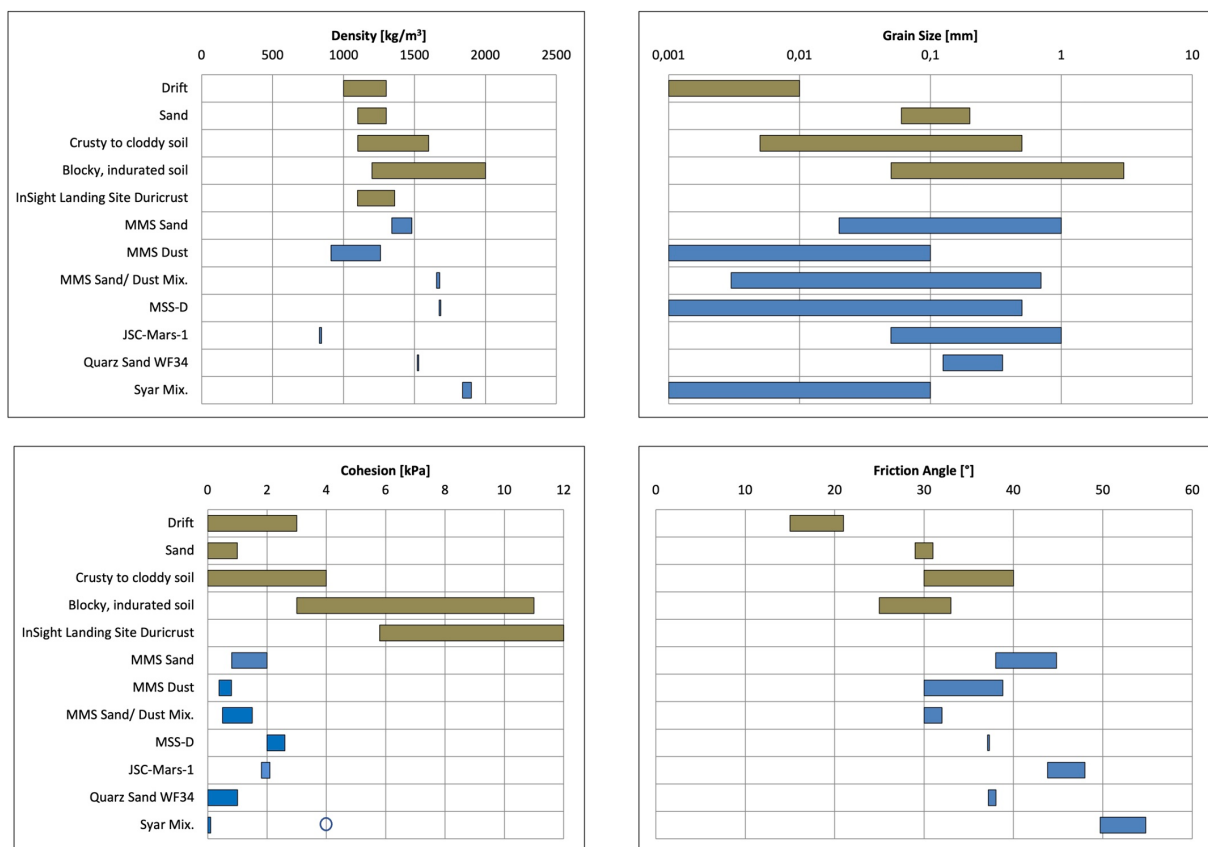 Density [kg/m³]
0 500 1000 1500 2000 2500
Drift
Sand
Crusty to cloddy soil
Blocky, indurated soil
InSight Landing Site Duricrust
MMS Sand
MMS Dust
MMS Sand/ Dust Mix.
MSS-D
JSC-Mars-1
Quarz Sand WF34
Syar Mix.
Grain Size [mm]
0,001 0,01 0,1 1 10
Cohesion [kPa]
0 2 4 6 8 10 12
Drift
Sand
Crusty to cloddy soil
Blocky, indurated soil
InSight Landing Site Duricrust
MMS Sand
MMS Dust
MMS Sand/ Dust Mix.
MSS-D
JSC-Mars-1
Quarz Sand WF34
Syar Mix.
Friction Angle [°]
0 10 20 30 40 50 60